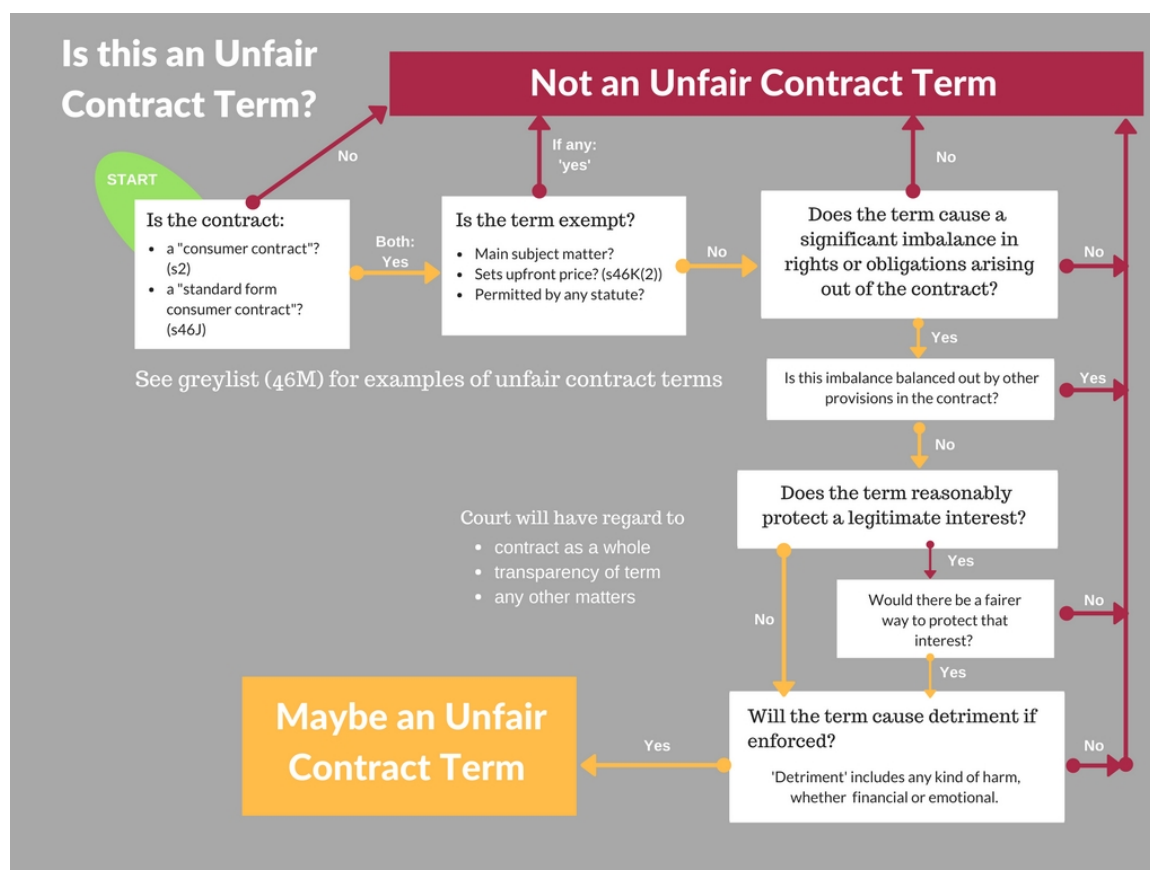 Is this an Unfair
Contract Term?
Not an Unfair Contract Term
START
No
If any:
'yes'
No
Is the contract:
• a "consumer contract"?
(s2)
• a "standard form
consumer contract"?
(s46J)
Both:
Yes
Is the term exempt?
• Main subject matter?
• Sets upfront price? (s46K(2))
• Permitted by any statute?
No
Does the term cause a
significant imbalance in
rights or obligations arising
out of the contract?
No
Yes
See greylist (46M) for examples of unfair contract terms
Is this imbalance balanced out by other
provisions in the contract?
Yes
No
Does the term reasonably
protect a legitimate interest?
Court will have regard to
• contract as a whole
• transparency of term
• any other matters
Yes
No
Would there be a fairer
way to protect that
interest?
No
Yes
Will the term cause detriment if
enforced?
'Detriment' includes any kind of harm,
whether financial or emotional.
No
Yes
Maybe an Unfair
Contract Term